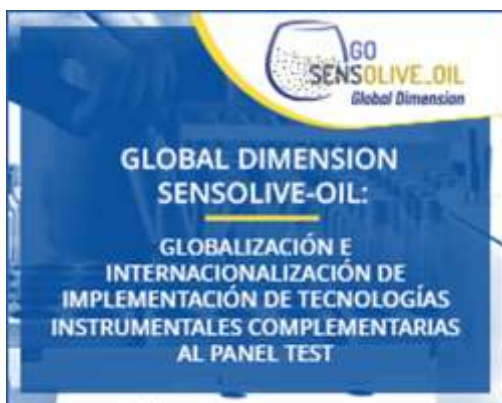 GO
SENSOLIVE_OIL
Global Dimension
GLOBAL DIMENSION
SENSOLIVE-OIL:
GLOBALIZACIÓN E
INTERNACIONALIZACIÓN DE
IMPLEMENTACIÓN DE TECNOLOGÍAS
INSTRUMENTALES COMPLEMENTARIAS
AL PANEL TEST